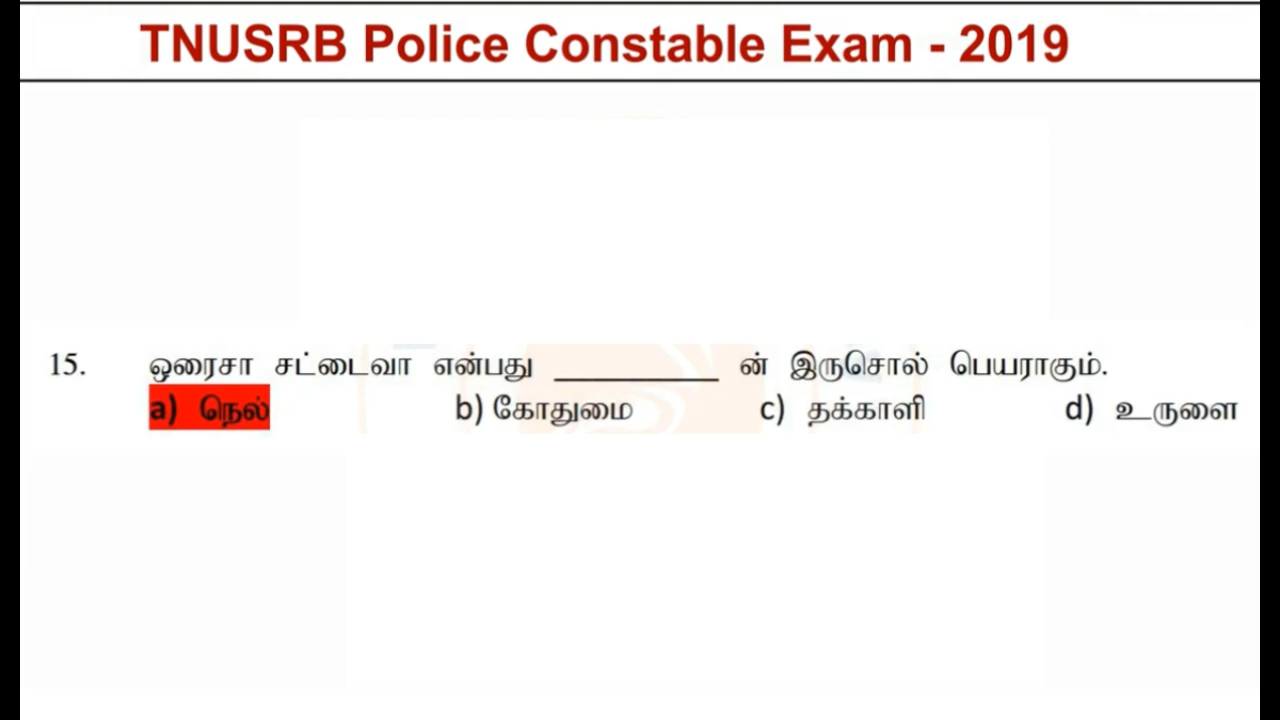 TNUSRB Police Constable Exam - 2019
15. ஒரைசா சட்டைவா என்பது __________ ன் இருசொல் பெயராகும்.
a) நெல் b) கோதுமை c) தக்காளி d) உருளை